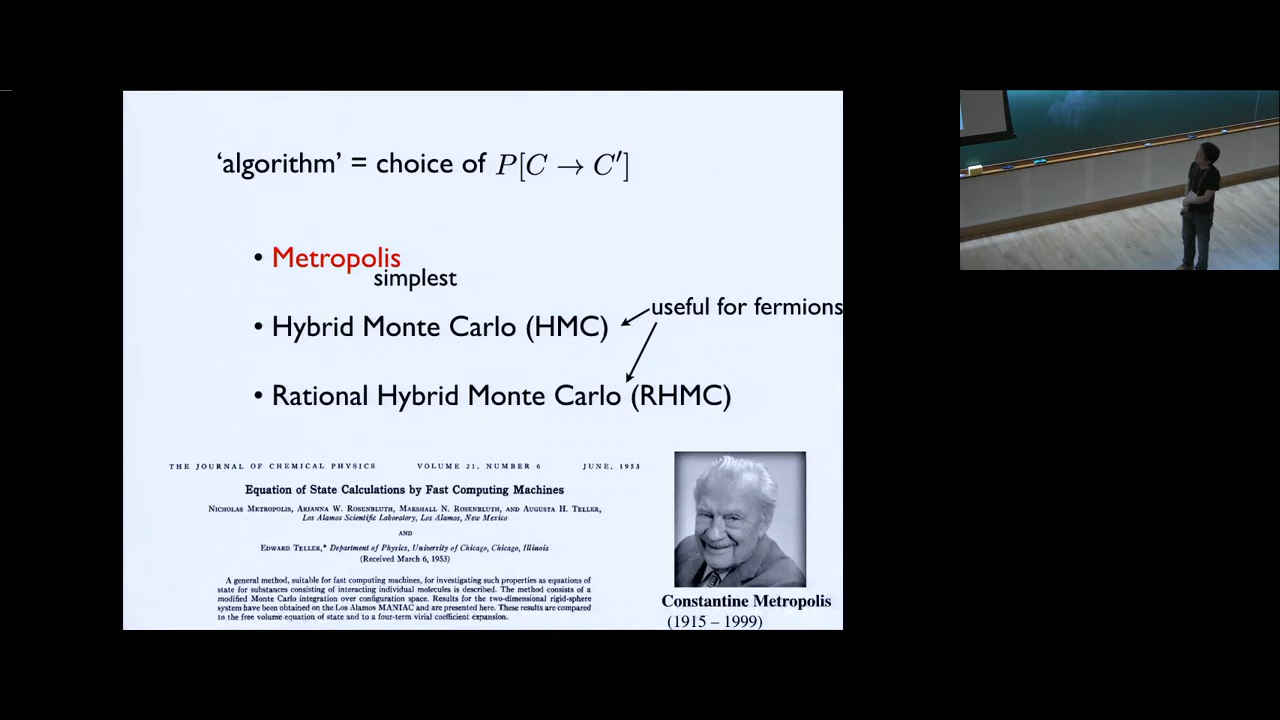 ‘algorithm’ = choice of P[C → C′]
• Metropolis
simplest
useful for fermions
• Hybrid Monte Carlo (HMC)
• Rational Hybrid Monte Carlo (RHMC)
THE JOURNAL OF CHEMICAL PHYSICS VOLUME 21, NUMBER 6 JUNE, 1953
Equation of State Calculations by Fast Computing Machines
NICHOLAS METROPOLIS, ARIANNA W. ROSENBLUTH, MARSHALL N. ROSENBLUTH, AND AUGUSTA H. TELLER,
Los Alamos Scientific Laboratory, Los Alamos, New Mexico
AND
EDWARD TELLER,* Department of Physics, University of Chicago, Chicago, Illinois
(Received March 6, 1953)
A general method, suitable for fast computing machines, for investigating such properties as equations of
state for substances consisting of interacting individual molecules is described. The method consists of a
modified Monte Carlo integration over configuration space. Results for the two-dimensional rigid-sphere
system have been obtained on the Los Alamos MANIAC and are presented here. These results are compared
to the free volume equation of state and to a four-term virial coefficient expansion.
Constantine Metropolis
(1915 – 1999)